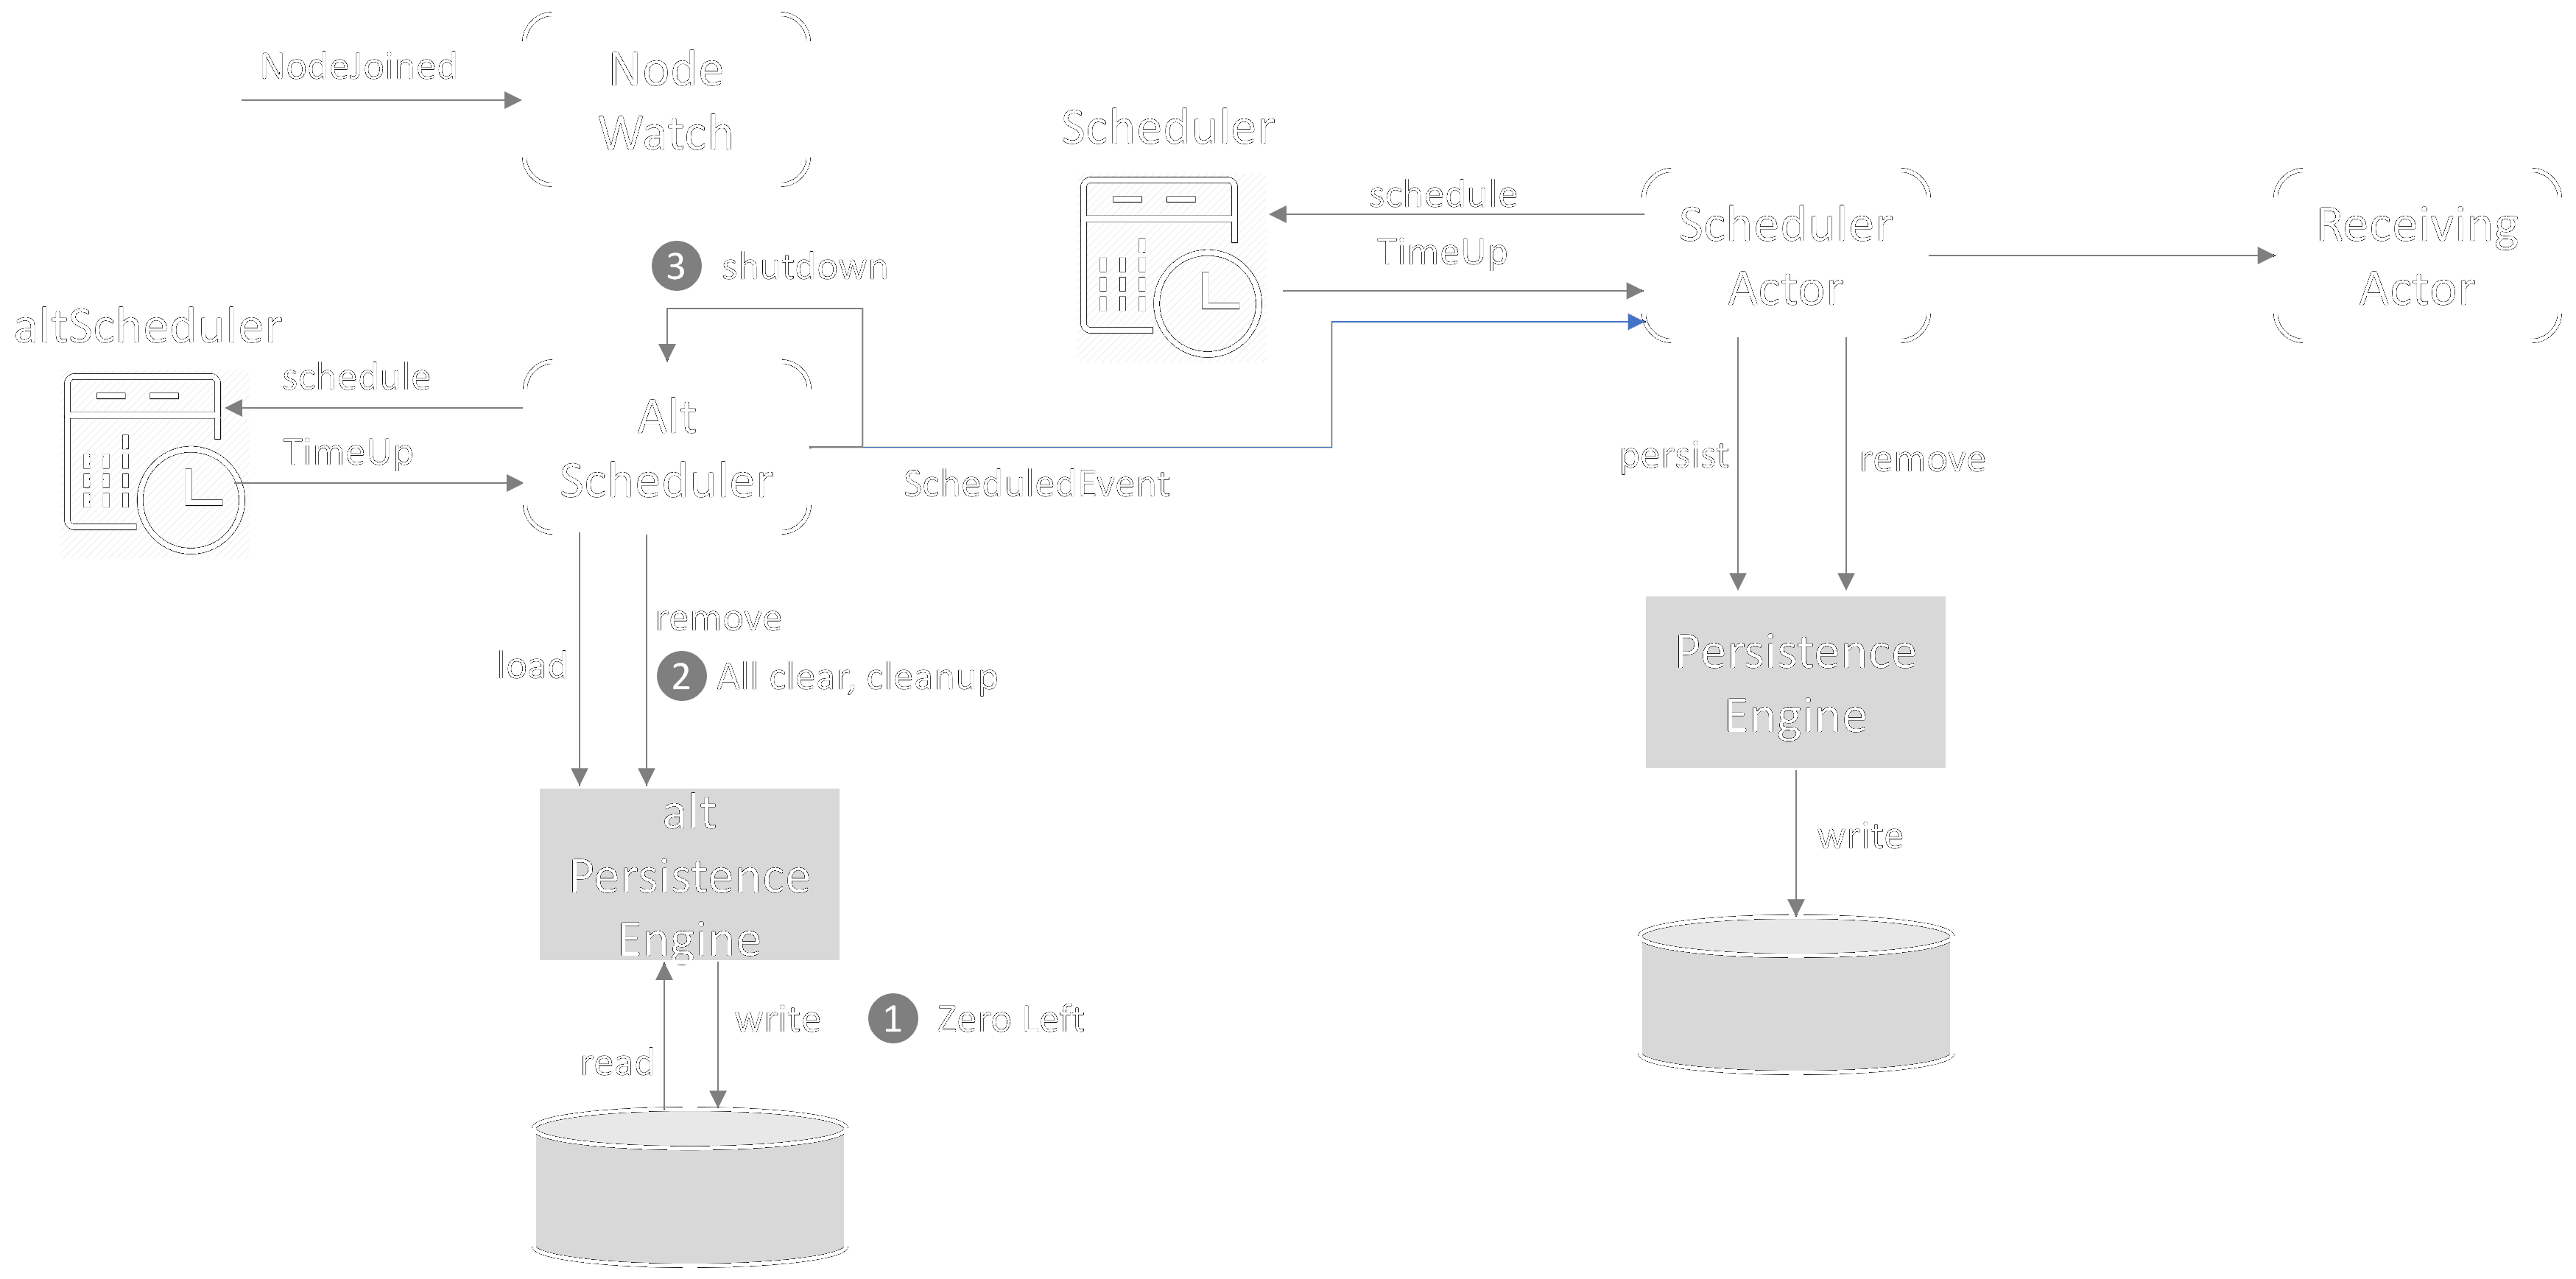 NodeJoined
Node
Watch
Scheduler
schedule
TimeUp
Scheduler
Actor
Receiving
Actor
3 shutdown
altScheduler
schedule
TimeUp
Alt
Scheduler
ScheduledEvent
persist
remove
load
remove
2 All clear, cleanup
Persistence
Engine
alt
Persistence
Engine
write
write
1 Zero Left
read